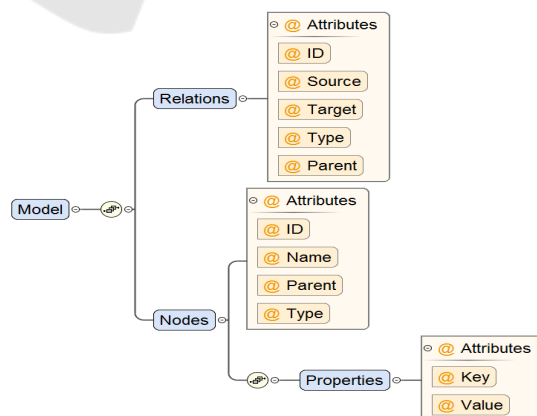 @ Attributes
@ ID
@ Source
@ Target
@ Type
@ Parent
Relations
Model
@ Attributes
@ ID
@ Name
@ Parent
@ Type
Nodes
Properties
@ Attributes
@ Key
@ Value